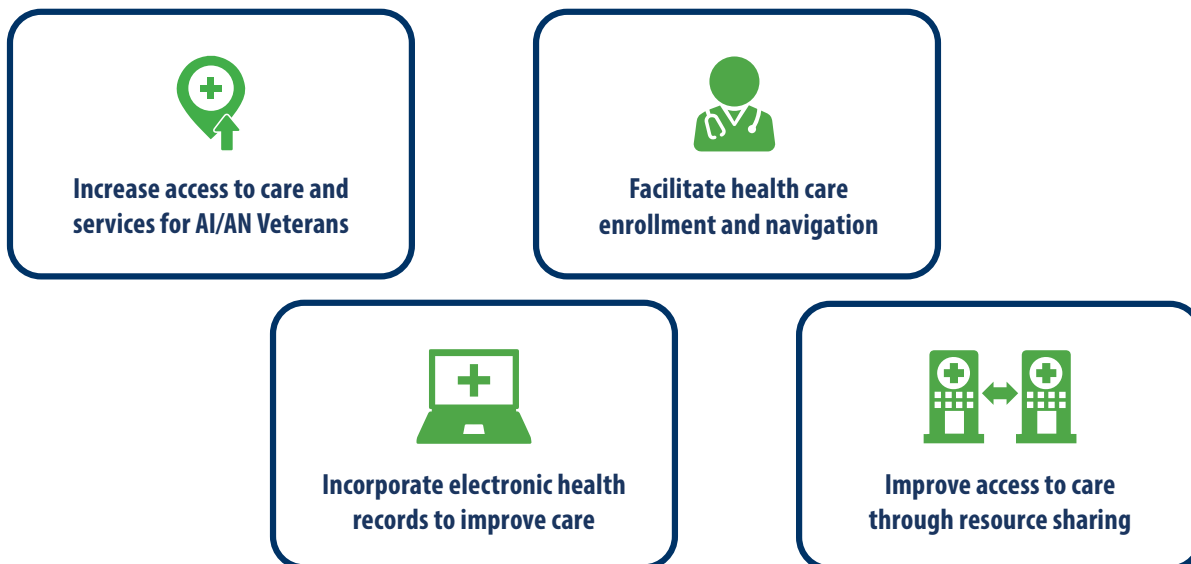 Increase access to care and
services for AI/AN Veterans
Facilitate health care
enrollment and navigation
Incorporate electronic health
records to improve care
Improve access to care
through resource sharing